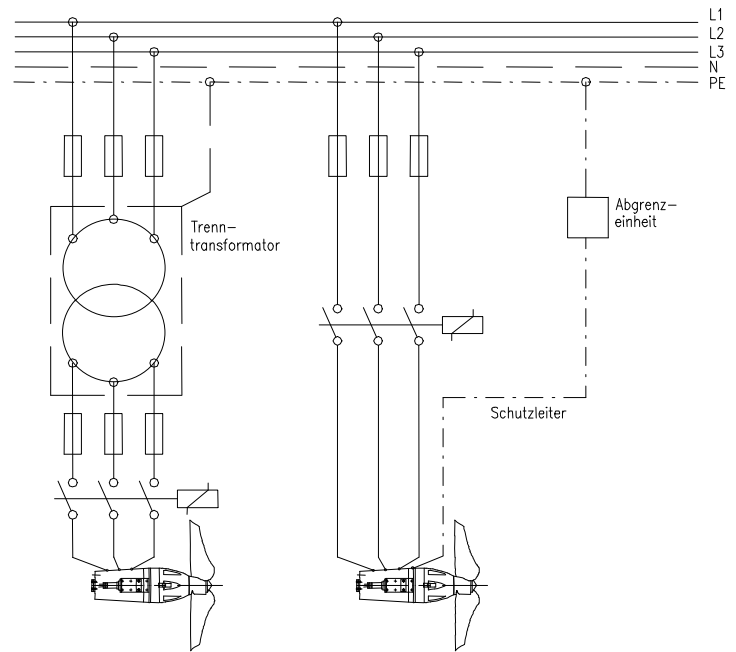 L1
L2
L3
N
PE
Abgrenz-
einheit
Trenn-
transformator
Schutzleiter